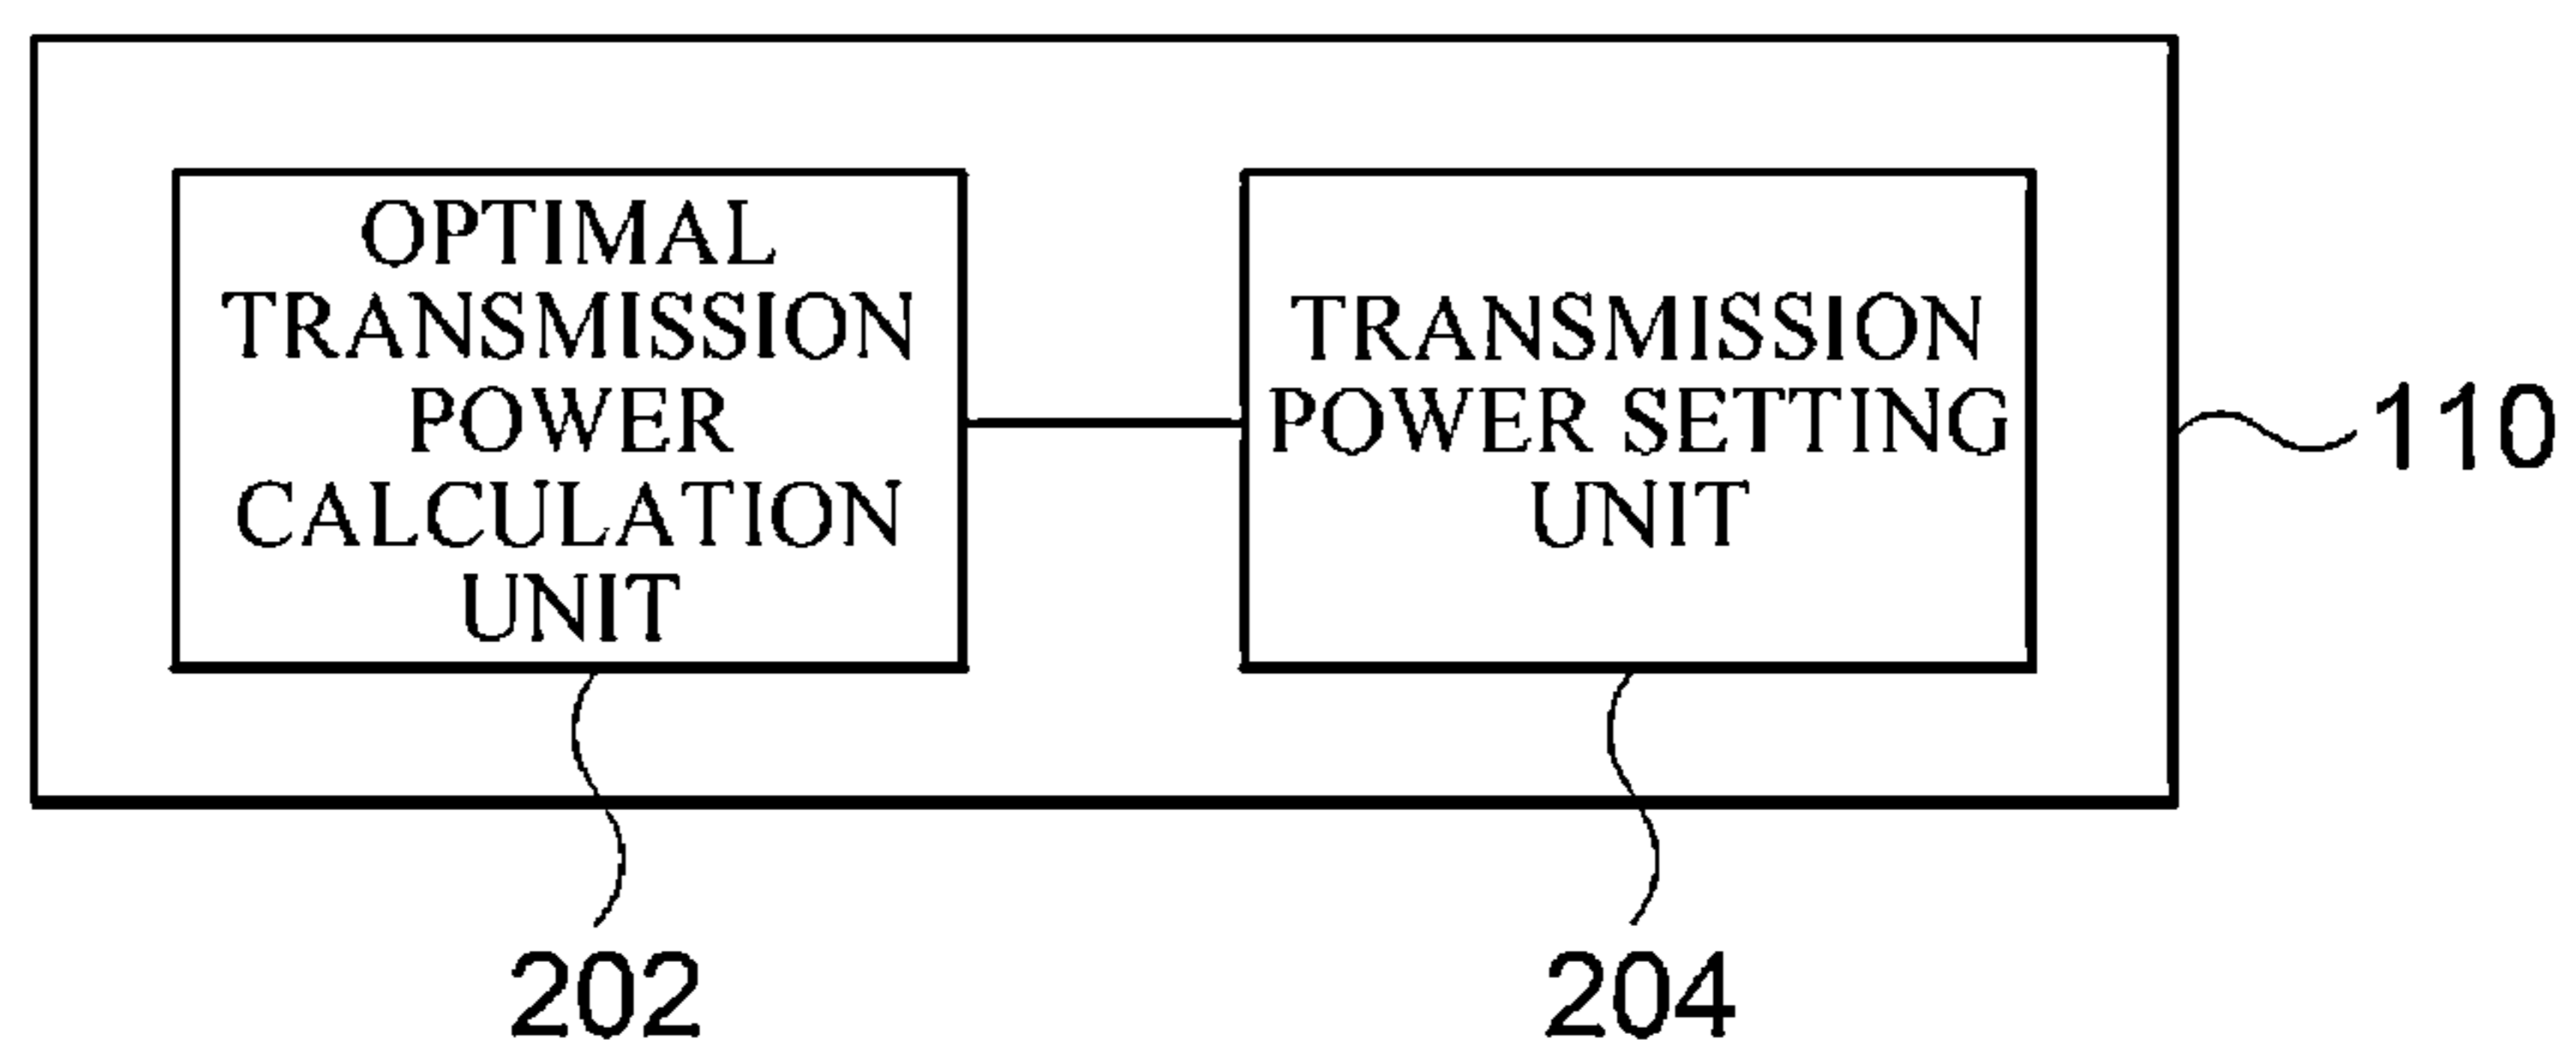 OPTIMAL
TRANSMISSION
POWER
CALCULATION
UNIT
TRANSMISSION
POWER SETTING
UNIT
110
202
204